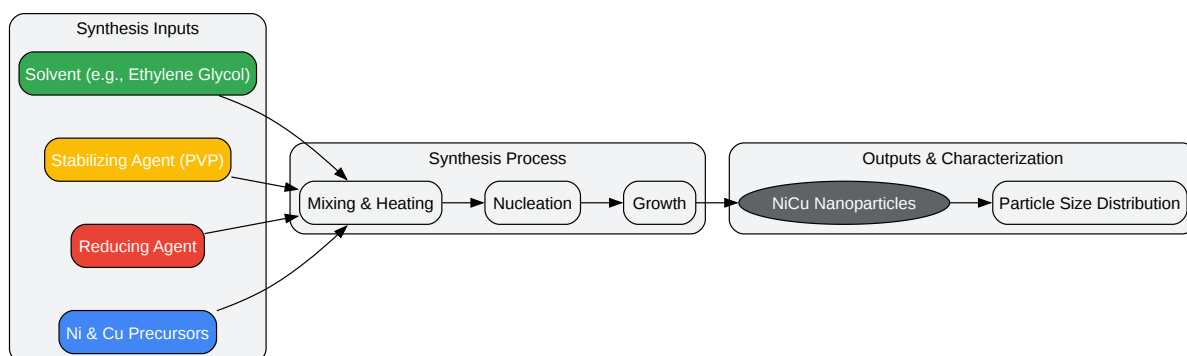 Synthesis Inputs
Solvent (e.g., Ethylene Glycol)
Stabilizing Agent (PVP)
Reducing Agent
Ni & Cu Precursors
Synthesis Process
Mixing & Heating
Nucleation
Growth
Outputs & Characterization
NiCu Nanoparticles
Particle Size Distribution